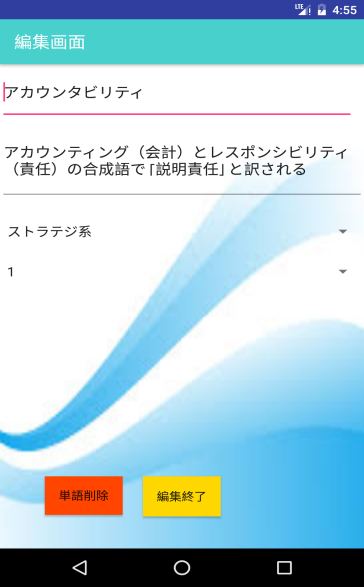 LTE 4:55
編集画面
アカウンタビリティ
アカウンティング（会計）とレスポンシビリティ
（責任）の合成語で｢説明責任｣と訳される
ストラテジ系
1
単語削除 編集終了